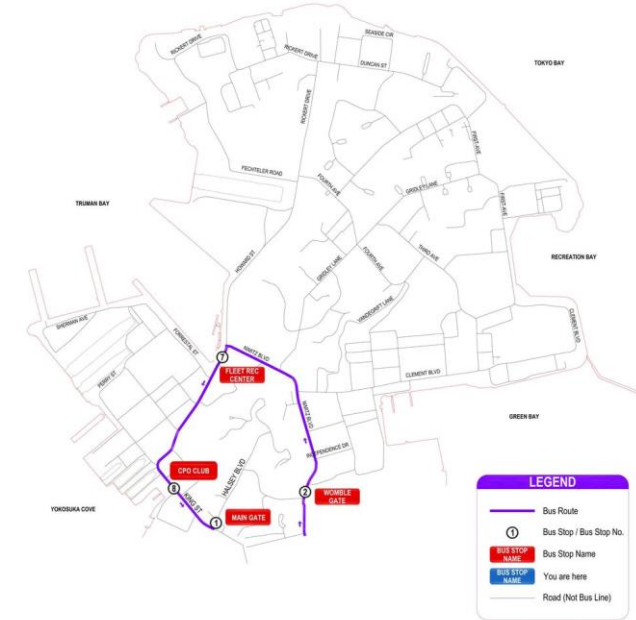 SEASIDE CIR
RICKERT DRIVE
RICKERT DRIVE
DUNCAN ST
TOKYO BAY
RICKERT DRIVE
FIRST AVE
FECHTELER ROAD
FOURTH AVE
GRIDLEY LANE
FIRST AVE
TRUMAN BAY
HOWARD ST
GRIDLEY LANE
FOURTH AVE
THIRD AVE
RECREATION BAY
VANDEGRIFT LANE
SHERMAN AVE
FORRESTAL ST
CLEMENT BLVD
NIMITZ BLVD
7
FLEET REC
CENTER
PERRY ST
CLEMENT BLVD
NIMITZ BLVD
GREEN BAY
INDEPENDENCE DR
CPO CLUB
HALSEY BLVD
8
KING ST
2
WOMBLE
GATE
YOKOSUKA COVE
1
MAIN GATE
LEGEND
Bus Route
1
Bus Stop / Bus Stop No.
BUS STOP
NAME
Bus Stop Name
BUS STOP
NAME
You are here
Road (Not Bus Line)